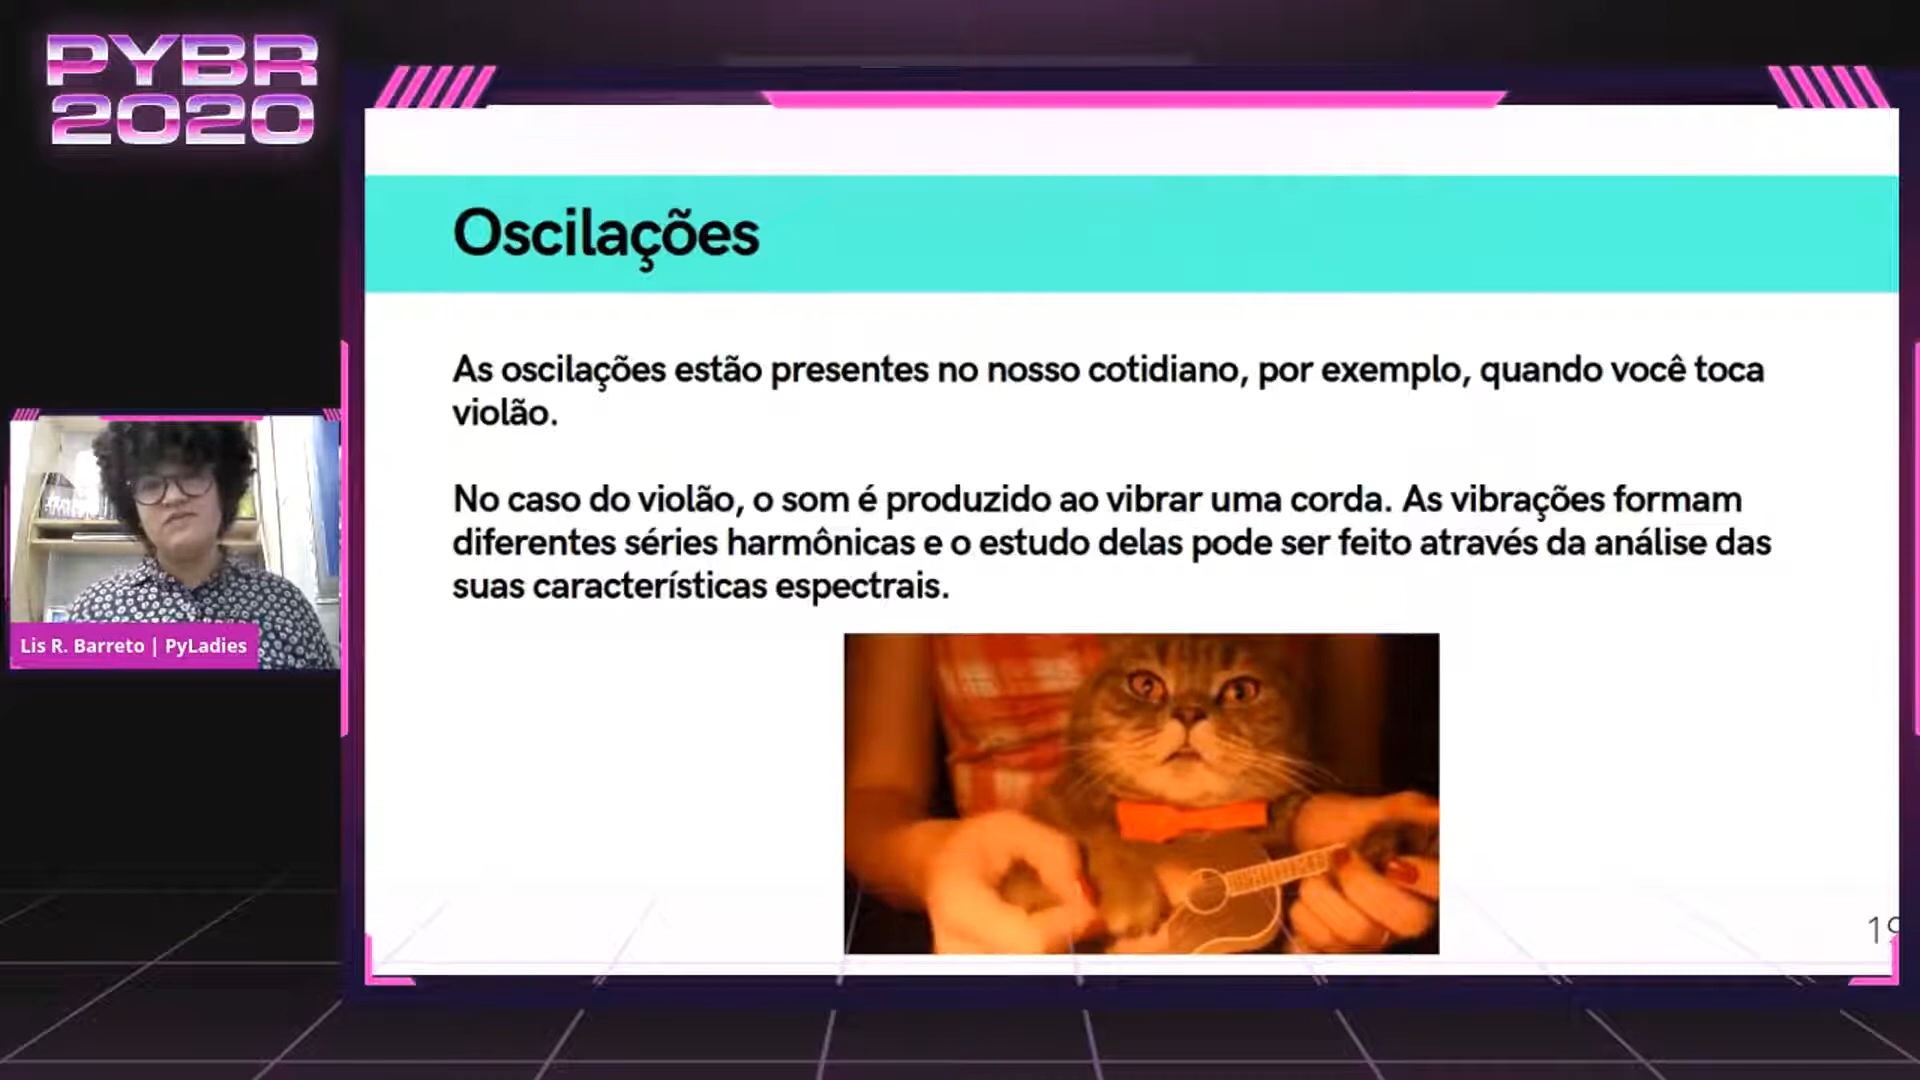 PYBR
2020
Oscilações
As oscilações estão presentes no nosso cotidiano, por exemplo, quando você toca
violão.
No caso do violão, o som é produzido ao vibrar uma corda. As vibrações formam
diferentes séries harmônicas e o estudo delas pode ser feito através da análise das
suas características espectrais.
Lis R. Barreto | PyLadies
19